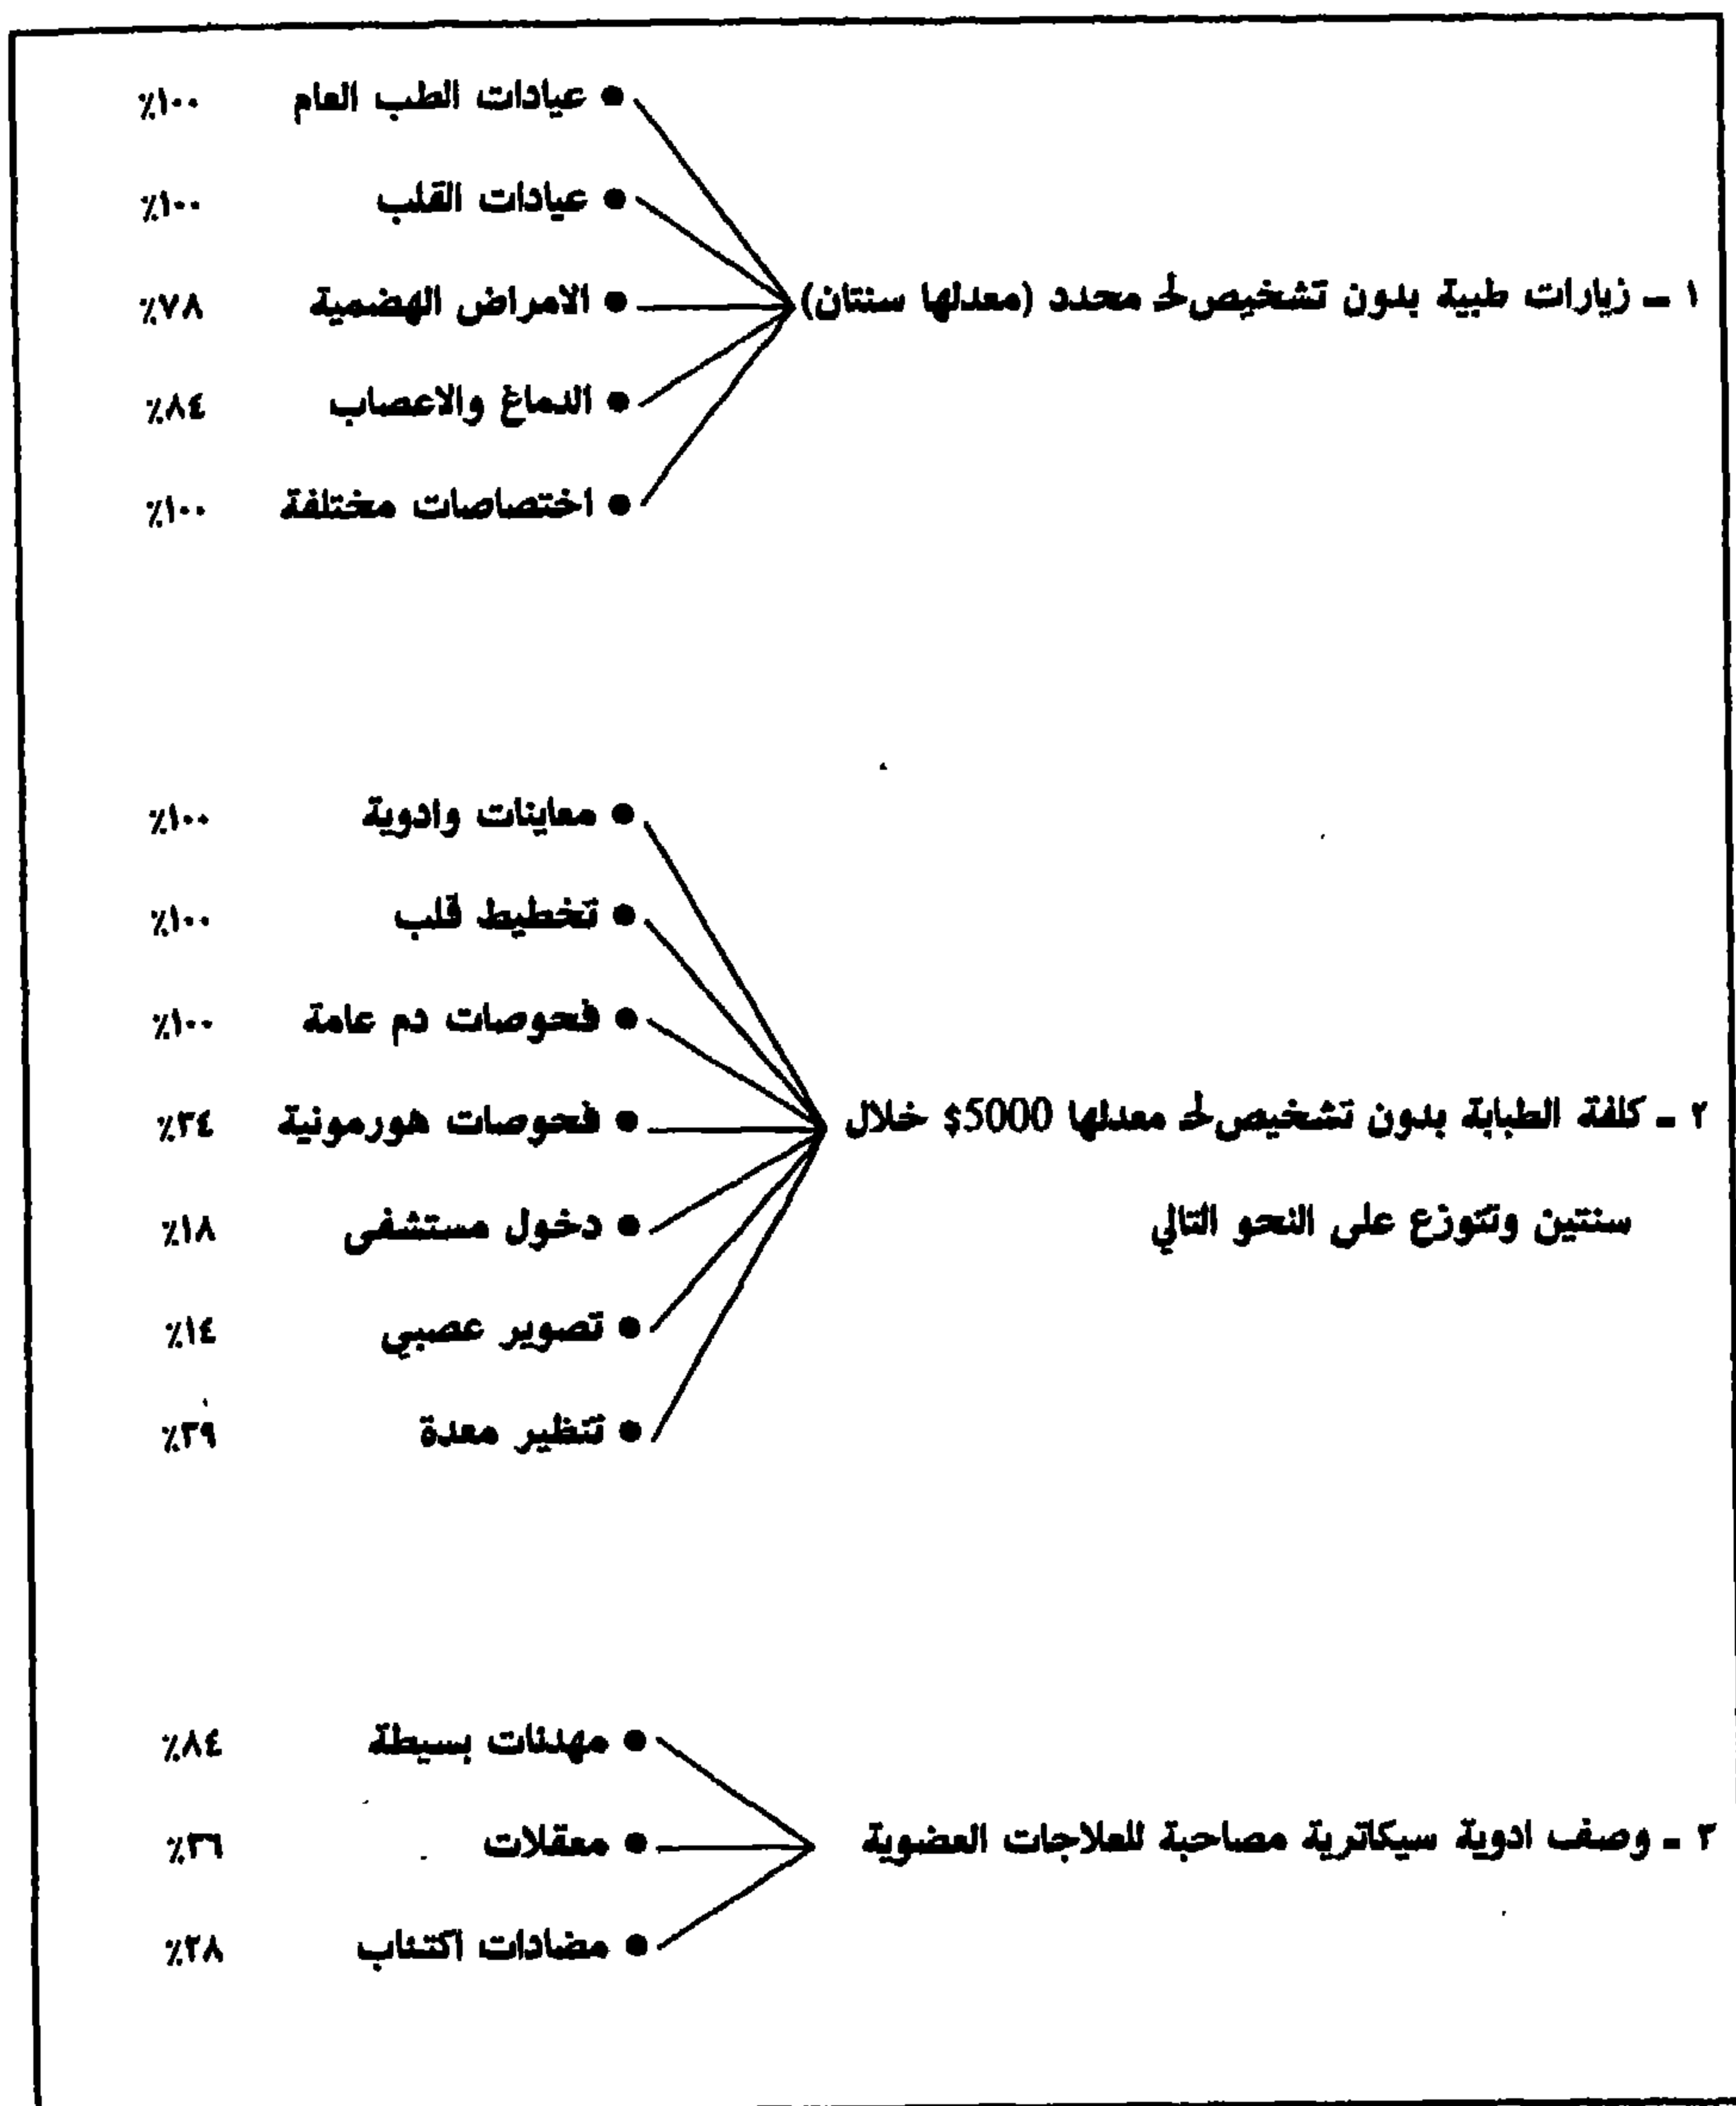 ١ ــ زيارات طبية بدون تشخيصلح محدد (معدلها سنتان)
● عيادات الطب العام ١٠٠٪
● عيادات القلب ١٠٠٪
● الامراض الهضمية ٧٨٪
● الدماغ والاعصاب ٨٤٪
● اختصاصات مختلفة ١٠٠٪
٢ ـ كلفة الطبابة بدون تشخيصلح معدلها 5000$ خلال
سنتين وتتوزع على النحو التالي
● معاينات وادوية ١٠٠٪
● تخطيط قلب ١٠٠٪
● فحوصات دم عامة ١٠٠٪
● فحوصات هورمونية ٣٤٪
● دخول مستشفى ١٨٪
● تصوير عصبي ١٤٪
● تنظير معدة ٣٩٪
٣ ـ وصف ادوية سيكاترية مصاحبة للعلاجات العضوية
● مهدئات بسيطة ٨٤٪
● معقلات ٣٦٪
● مضادات اكتئاب ٢٨٪